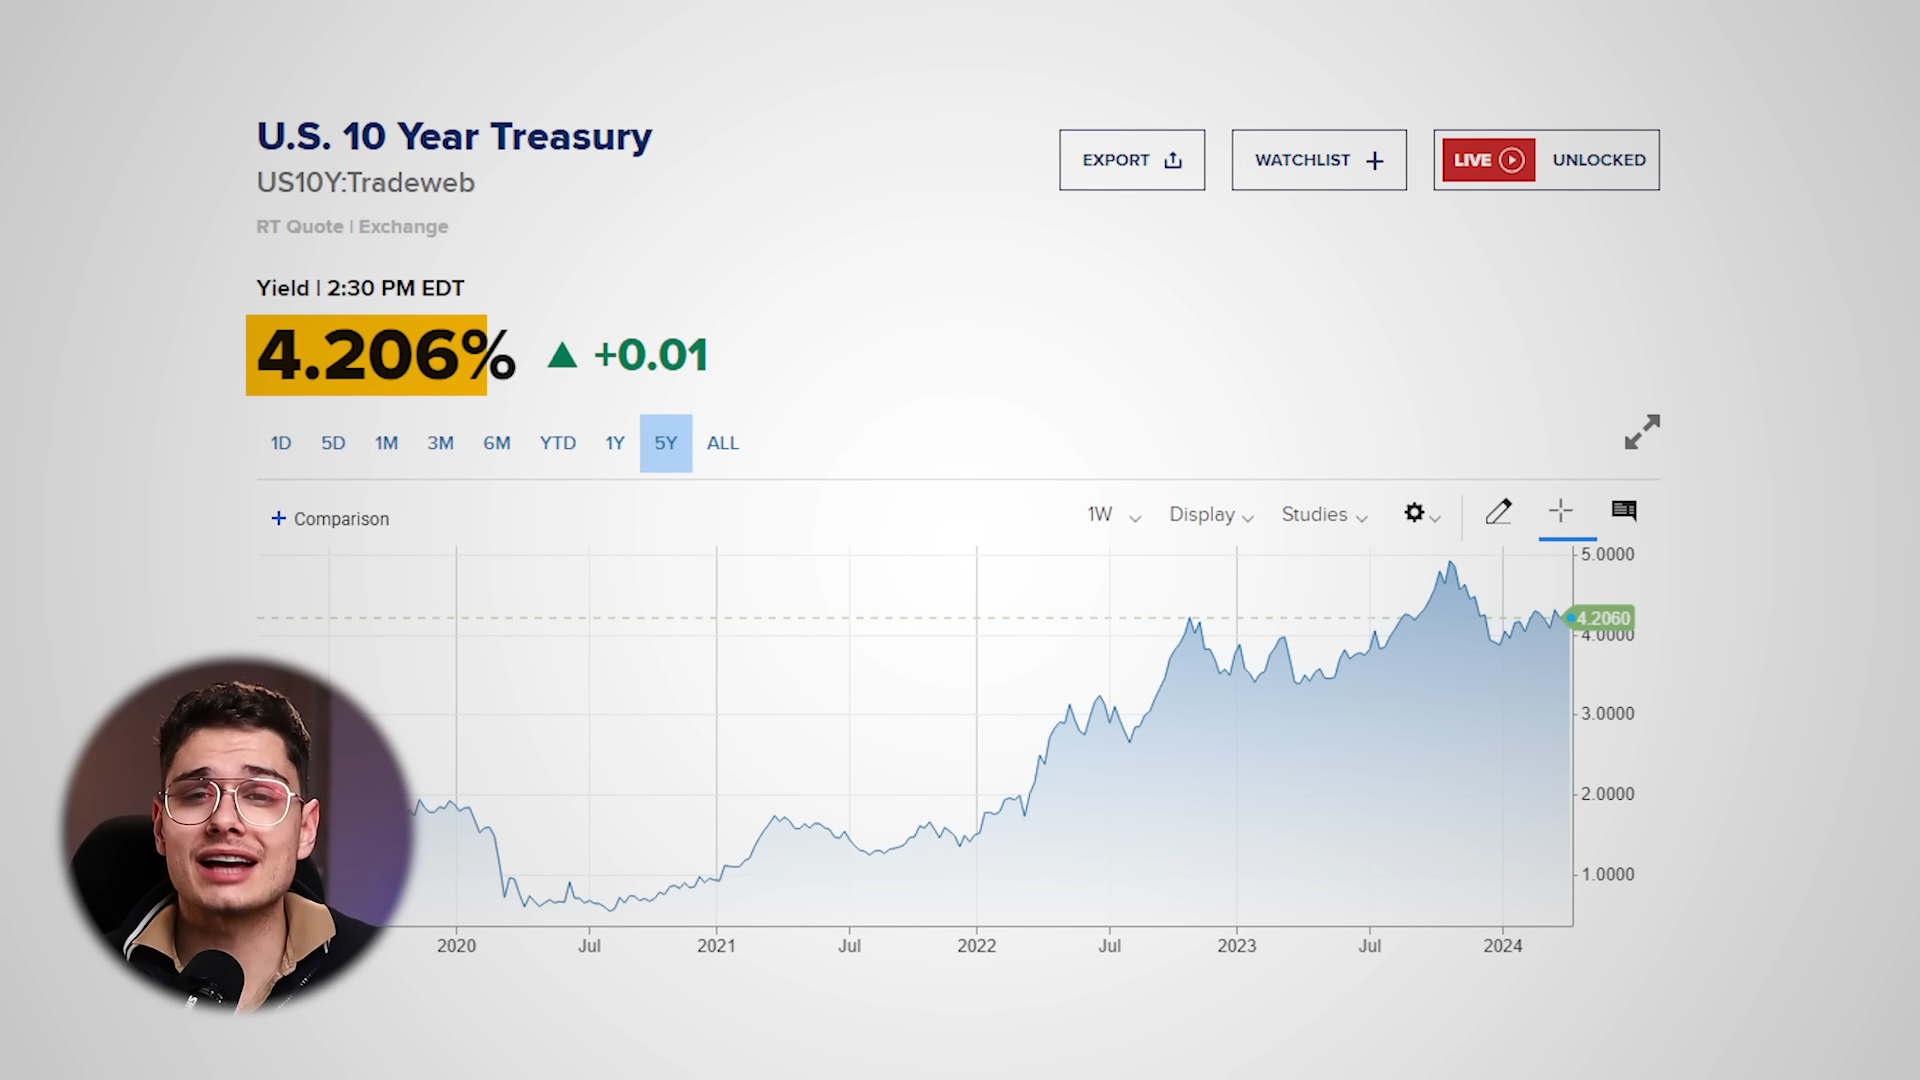 U.S. 10 Year Treasury
US10Y:Tradeweb
RT Quote | Exchange
EXPORT
WATCHLIST +
LIVE UNLOCKED
Yield | 2:30 PM EDT
4.206% ▲ +0.01
1D 5D 1M 3M 6M YTD 1Y 5Y ALL
+ Comparison
1W Display Studies
5.0000
4.2060
4.0000
3.0000
2.0000
1.0000
2020 Jul 2021 Jul 2022 Jul 2023 Jul 2024